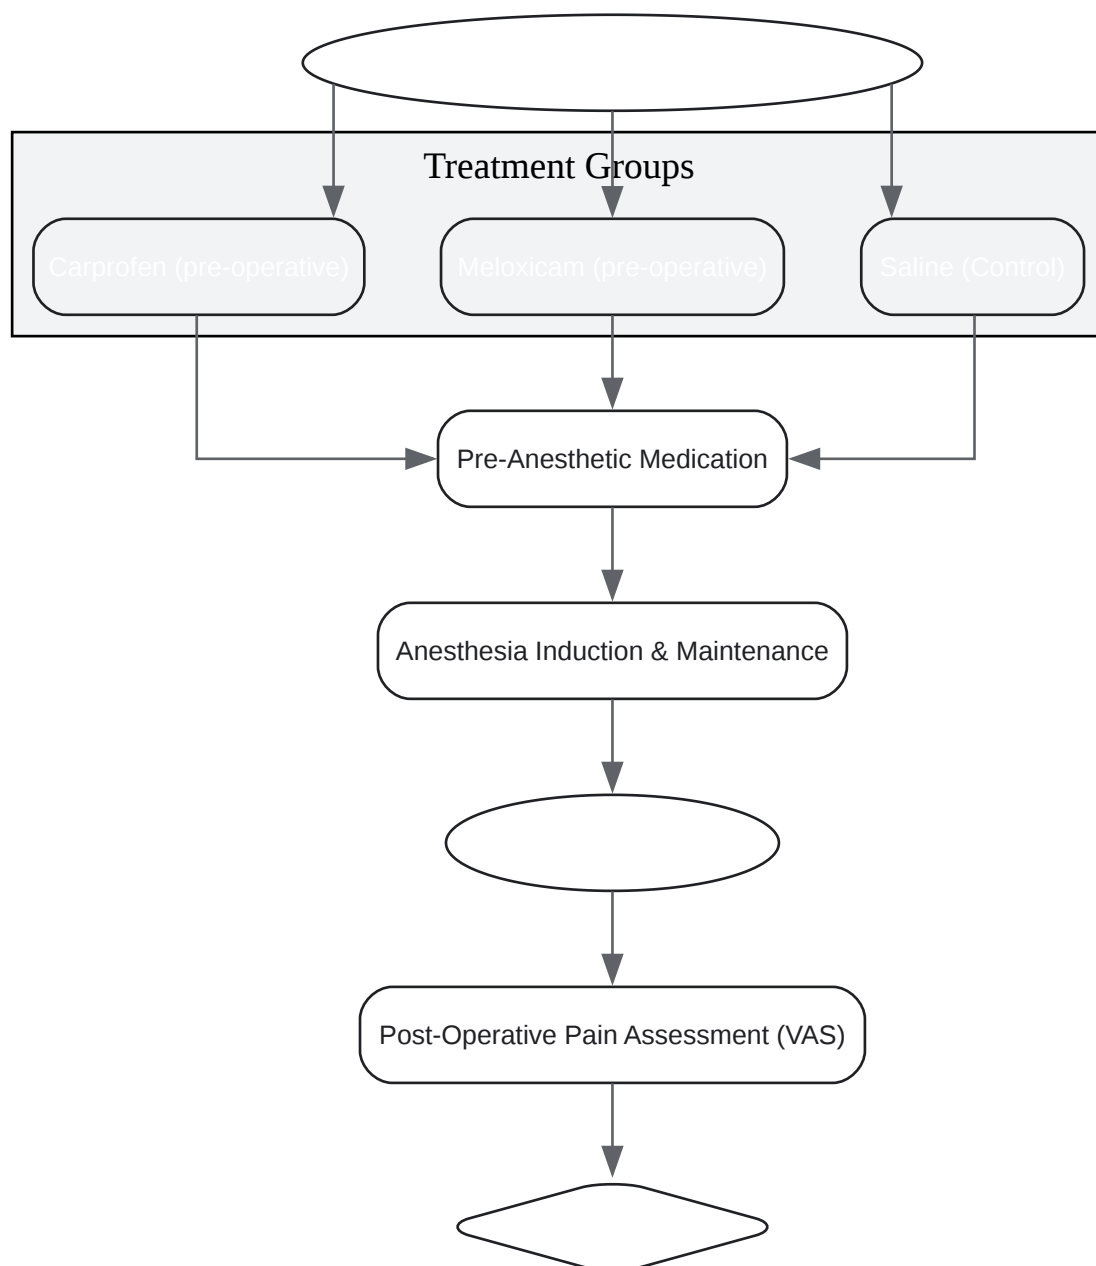 Treatment Groups
Carprofen (pre-operative)
Meloxicam (pre-operative)
Saline (Control)
Pre-Anesthetic Medication
Anesthesia Induction & Maintenance
Post-Operative Pain Assessment (VAS)